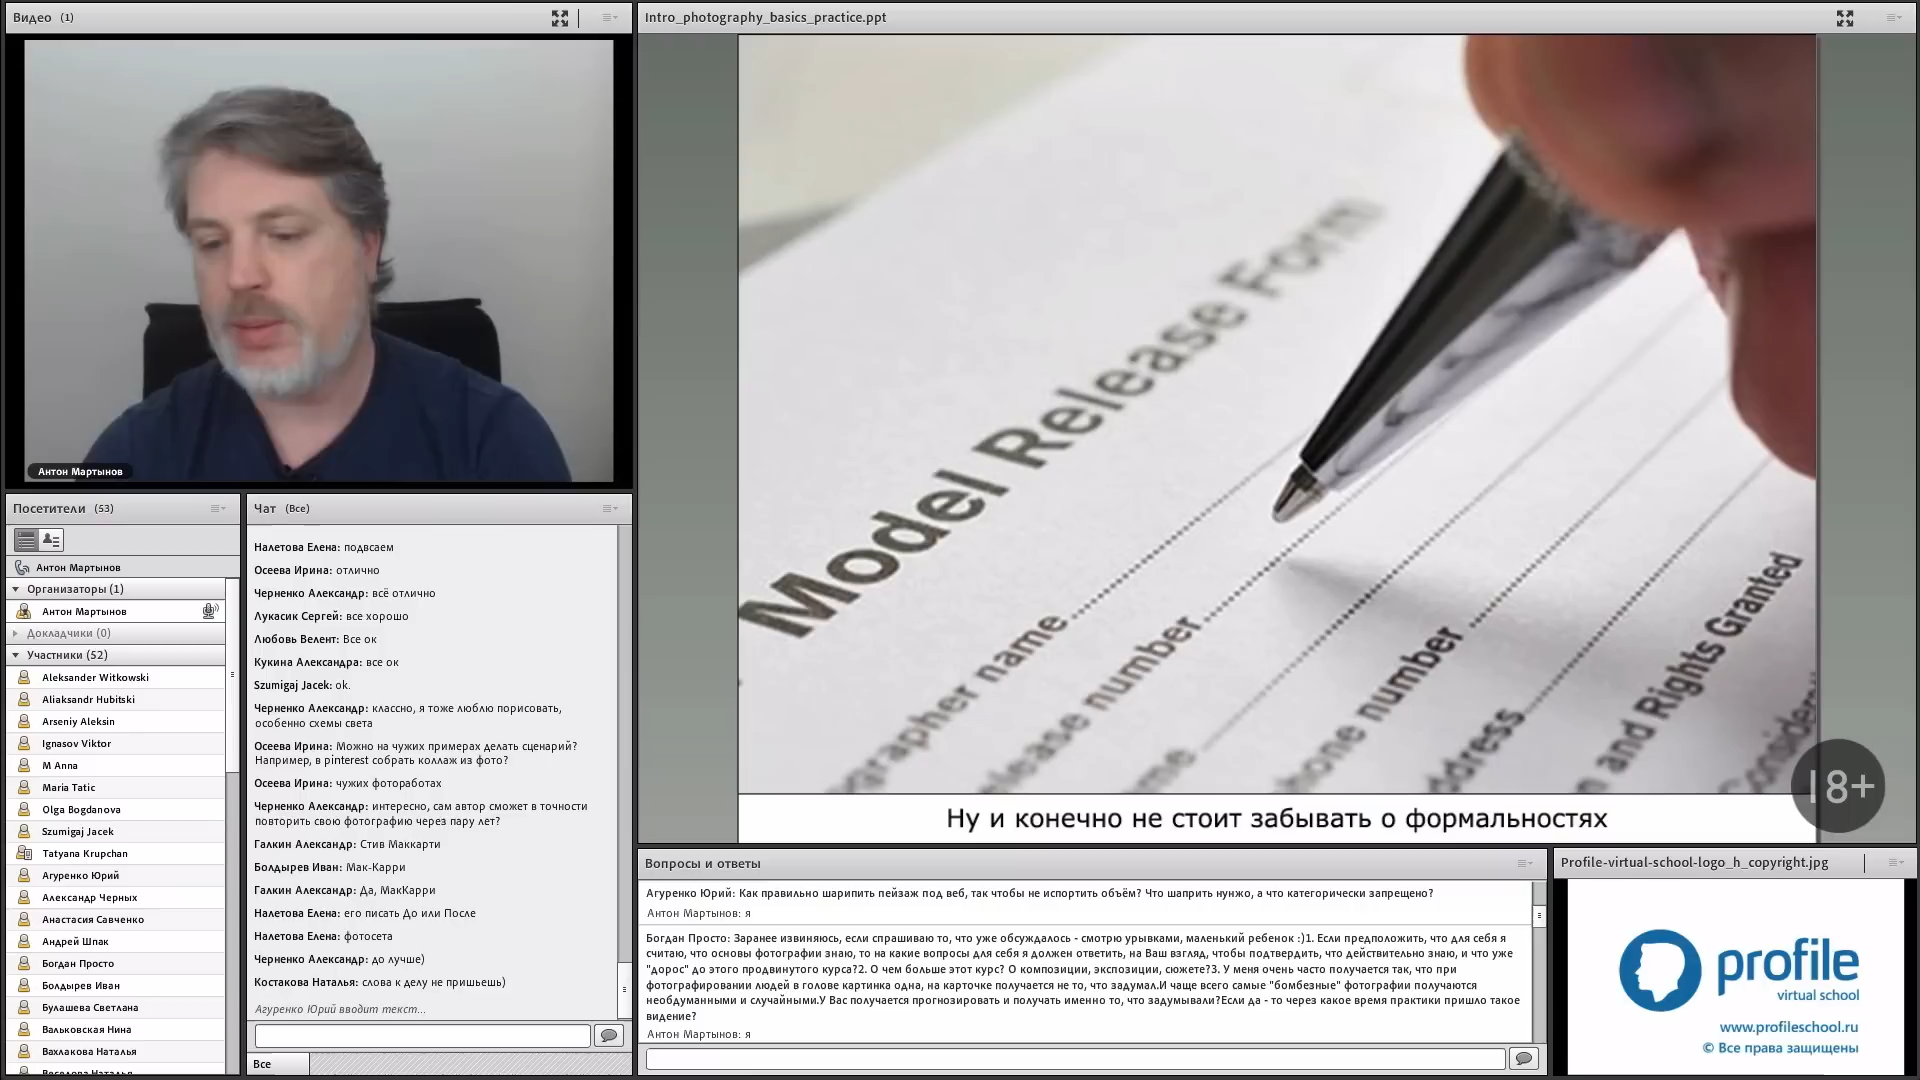 Видео (1)
Антон Мартынов
Посетители (53)
Антон Мартынов
Организаторы (1)
Антон Мартынов
Докладчики (0)
Участники (52)
Aleksander Witkowski
Aliaksandr Hubitski
Arseniy Aleksin
Ignasov Viktor
M Anna
Maria Tatic
Olga Bogdanova
Szumigaj Jacek
Tatyana Krupchan
Агуренко Юрий
Александр Черных
Анастасия Савченко
Андрей Шпак
Богдан Просто
Болдырев Иван
Булашева Светлана
Вальковская Нина
Вахлакова Наталья
Чат (Все)
Налетова Елена: подвсаем
Осеева Ирина: отлично
Черненко Александр: всё отлично
Лукасик Сергей: все хорошо
Любовь Велент: Все ок
Кукина Александра: все ок
Szumigaj Jacek: ok.
Черненко Александр: классно, я тоже люблю порисовать,
особенно схемы света
Осеева Ирина: Можно на чужих примерах делать сценарий?
Например, в pinterest собрать коллаж из фото?
Осеева Ирина: чужих фотоработах
Черненко Александр: интересно, сам автор сможет в точности
повторить свою фотографию через пару лет?
Галкин Александр: Стив Маккарти
Болдырев Иван: Мак-Карри
Галкин Александр: Да, МакКарри
Налетова Елена: его писать До или После
Налетова Елена: фотосета
Черненко Александр: до лучше)
Костакова Наталья: слова к делу не пришьешь)
Агуренко Юрий вводит текст...
Все
Intro_photography_basics_practice.ppt
Model Release Form
grapher name
lease number
me
hone number
ddress
n and Rights Granted
18+
Ну и конечно не стоит забывать о формальностях
Вопросы и ответы
Агуренко Юрий: Как правильно шарипить пейзаж под веб, так чтобы не испортить объём? Что шаприть нунжо, а что категорически запрещено?
Антон Мартынов: я
Богдан Просто: Заранее извиняюсь, если спрашиваю то, что уже обсуждалось - смотрю урывками, маленький ребенок :)1. Если предположить, что для себя я
считаю, что основы фотографии знаю, то на какие вопросы для себя я должен ответить, на Ваш взгляд, чтобы подтвердить, что действительно знаю, и что уже
"дорос" до этого продвинутого курса?2. О чем больше этот курс? О композиции, экспозиции, сюжете?3. У меня очень часто получается так, что при
фотографировании людей в голове картинка одна, на карточке получается не то, что задумал.И чаще всего самые "бомбезные" фотографии получаются
необдуманными и случайными.У Вас получается прогнозировать и получать именно то, что задумывали?Если да - то через какое время практики пришло такое
видение?
Антон Мартынов: я
Profile-virtual-school-logo_h_copyright.jpg
profile
virtual school
www.profileschool.ru
© Все права защищены